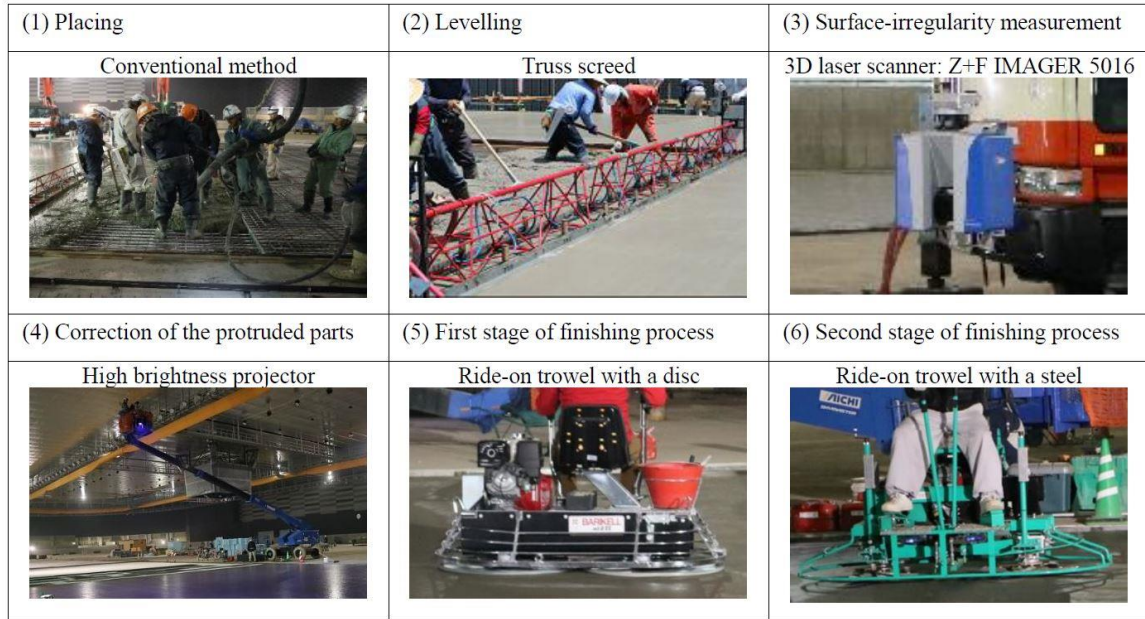 (1) Placing
(2) Levelling
(3) Surface-irregularity measurement
Conventional method
Truss screed
3D laser scanner: Z+F IMAGER 5016
(4) Correction of the protruded parts
(5) First stage of finishing process
(6) Second stage of finishing process
High brightness projector
Ride-on trowel with a disc
Ride-on trowel with a steel
BARIKELL
AICHI